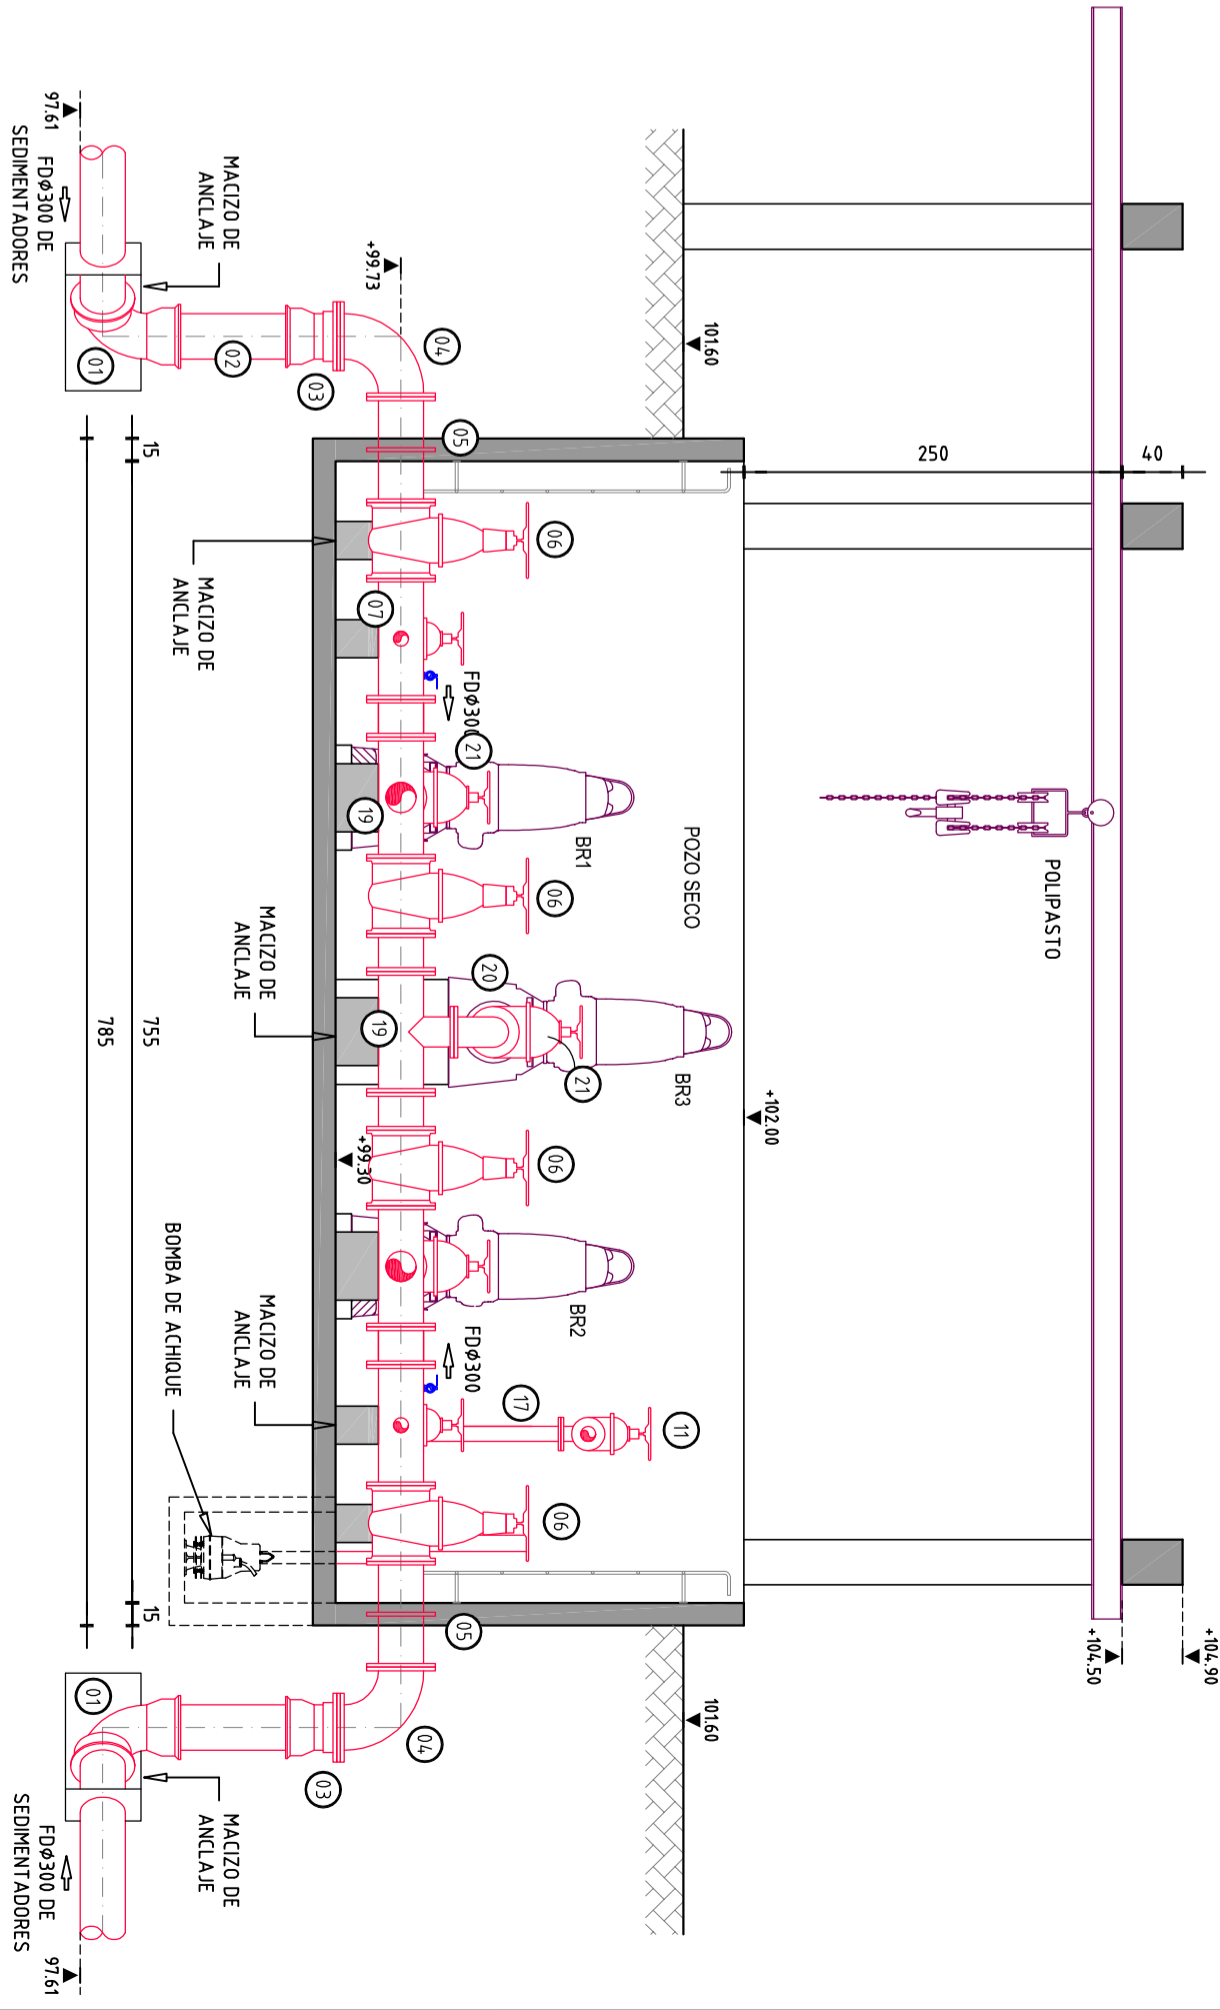 +104.90
+104.50
40
250
POLIPASTO
+102.00
101.60
101.60
POZO SECO
BR1
BR3
BR2
11
17
06
06
06
06
20
21
21
FDϕ300
FDϕ300
05
05
04
04
+99.73
07
19
19
+99.30
03
03
02
01
01
MACIZO DE
ANCLAJE
MACIZO DE
ANCLAJE
MACIZO DE
ANCLAJE
MACIZO DE
ANCLAJE
MACIZO DE
ANCLAJE
BOMBA DE ACHIQUE
15
755
15
785
97.61
FDϕ300 DE
SEDIMENTADORES
FDϕ300 DE
SEDIMENTADORES
97.61